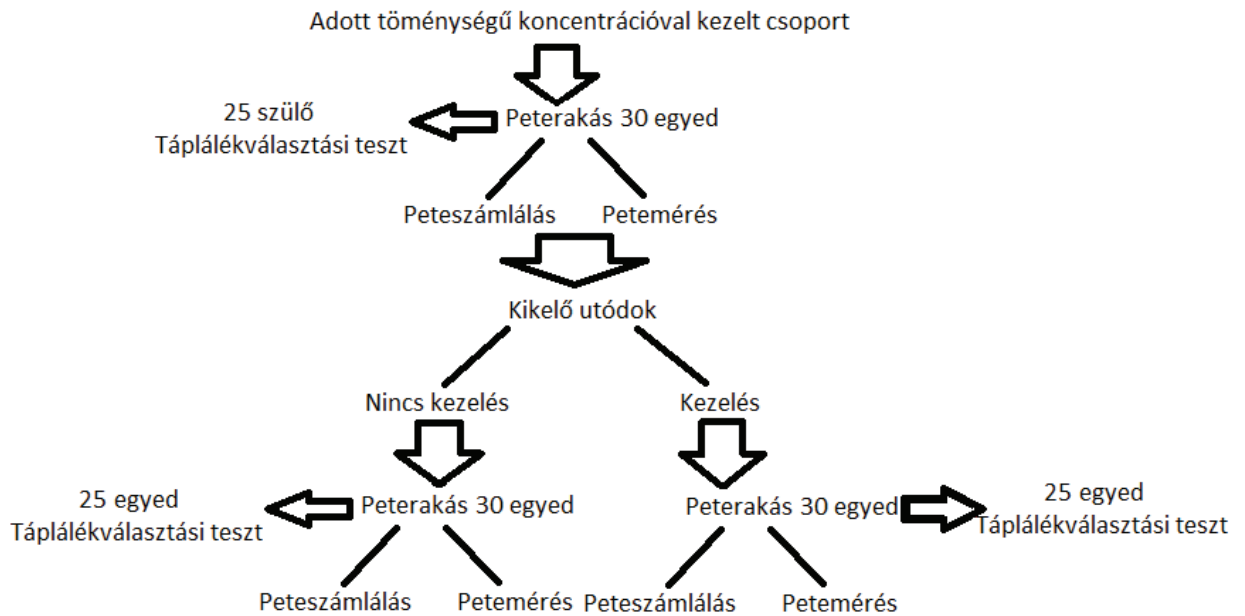 Adott töménységű koncentrációval kezelt csoport
25 szülő
Táplálékválasztási teszt
Peterakás 30 egyed
Peteszámlálás
Petemérés
Kikelő utódok
Nincs kezelés
Kezelés
25 egyed
Táplálékválasztási teszt
Peterakás 30 egyed
Peterakás 30 egyed
25 egyed
Táplálékválasztási teszt
Peteszámlálás
Petemérés
Peteszámlálás
Petemérés